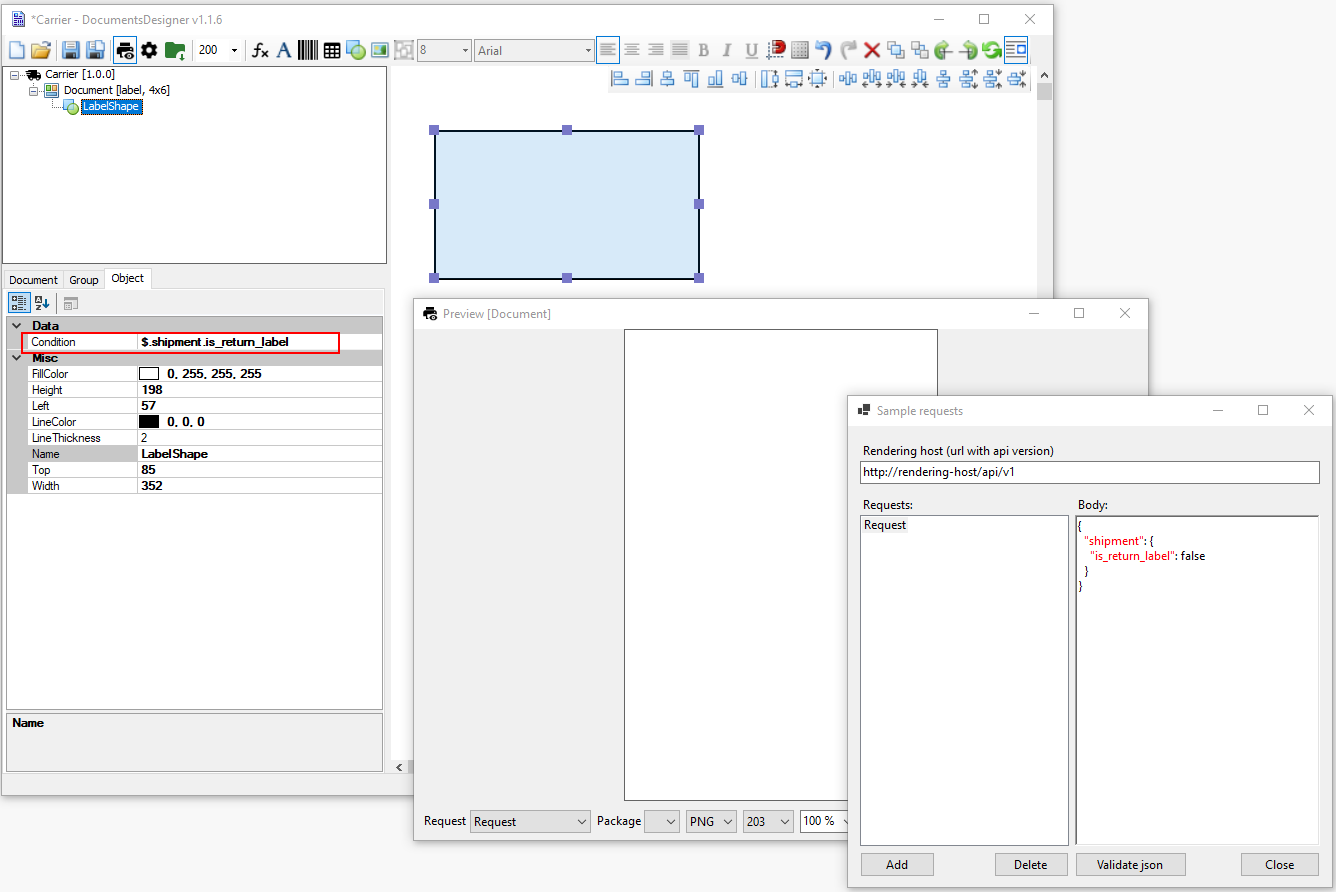 *Carrier - DocumentsDesigner v1.1.6
200
fx
A
8
Arial
B
I
U
Carrier [1.0.0]
Document [label, 4x6]
LabelShape
Document
Group
Object
Data
Condition $.shipment.is_return_label
Misc
FillColor 0, 255, 255, 255
Height 198
Left 57
LineColor 0, 0, 0
LineThickness 2
Name LabelShape
Top 85
Width 352
Name
Preview [Document]
Request Request Package PNG 203 100 %
Sample requests
Rendering host (url with api version)
http://rendering-host/api/v1
Requests:
Request
Body:
{
"shipment": {
"is_return_label": false
}
}
Add
Delete
Validate json
Close